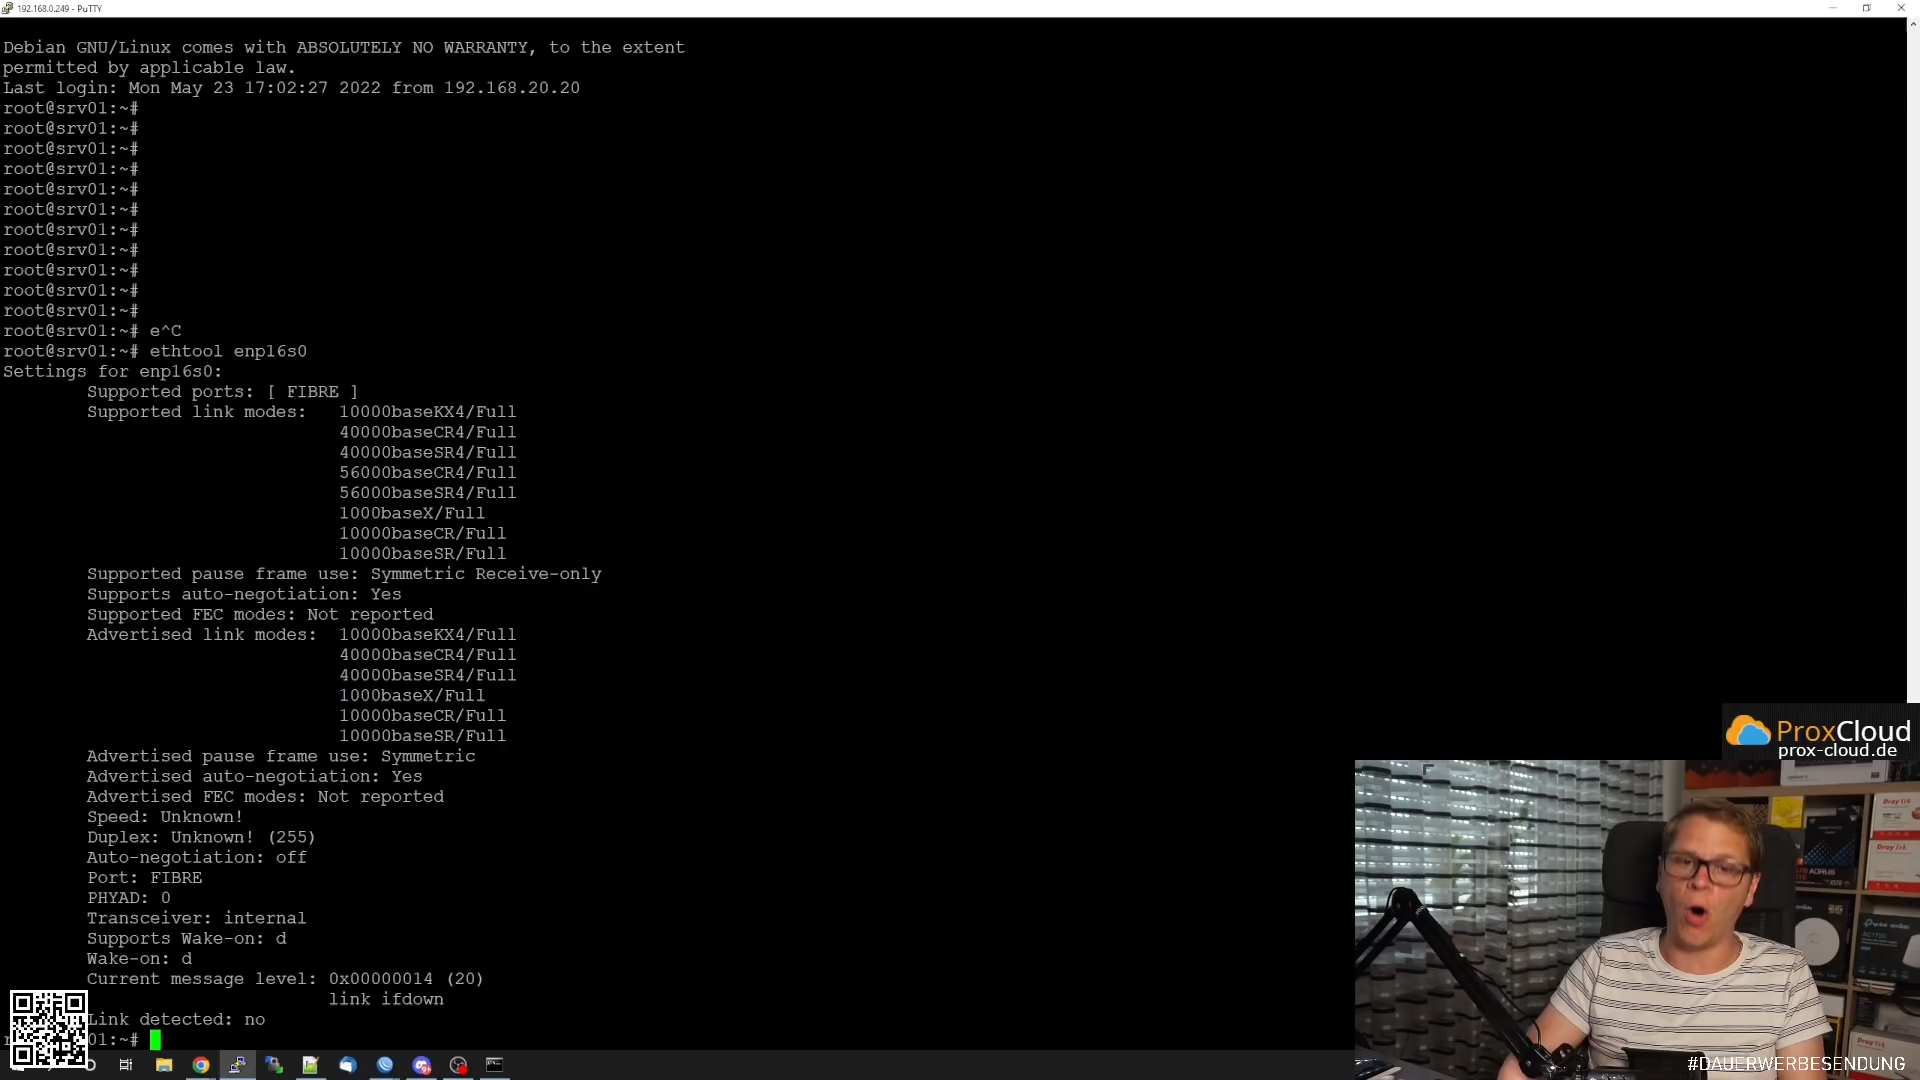 192.168.0.249 - PuTTY
Debian GNU/Linux comes with ABSOLUTELY NO WARRANTY, to the extent
permitted by applicable law.
Last login: Mon May 23 17:02:27 2022 from 192.168.20.20
root@srv01:~#
root@srv01:~#
root@srv01:~#
root@srv01:~#
root@srv01:~#
root@srv01:~#
root@srv01:~#
root@srv01:~#
root@srv01:~#
root@srv01:~#
root@srv01:~#
root@srv01:~# e^C
root@srv01:~# ethtool enp16s0
Settings for enp16s0:
Supported ports: [ FIBRE ]
Supported link modes: 10000baseKX4/Full
40000baseCR4/Full
40000baseSR4/Full
56000baseCR4/Full
56000baseSR4/Full
1000baseX/Full
10000baseCR/Full
10000baseSR/Full
Supported pause frame use: Symmetric Receive-only
Supports auto-negotiation: Yes
Supported FEC modes: Not reported
Advertised link modes: 10000baseKX4/Full
40000baseCR4/Full
40000baseSR4/Full
1000baseX/Full
10000baseCR/Full
10000baseSR/Full
Advertised pause frame use: Symmetric
Advertised auto-negotiation: Yes
Advertised FEC modes: Not reported
Speed: Unknown!
Duplex: Unknown! (255)
Auto-negotiation: off
Port: FIBRE
PHYAD: 0
Transceiver: internal
Supports Wake-on: d
Wake-on: d
Current message level: 0x00000014 (20)
link ifdown
Link detected: no
01:~#
ProxCloud
prox-cloud.de
#DAUERWERBESENDUNG